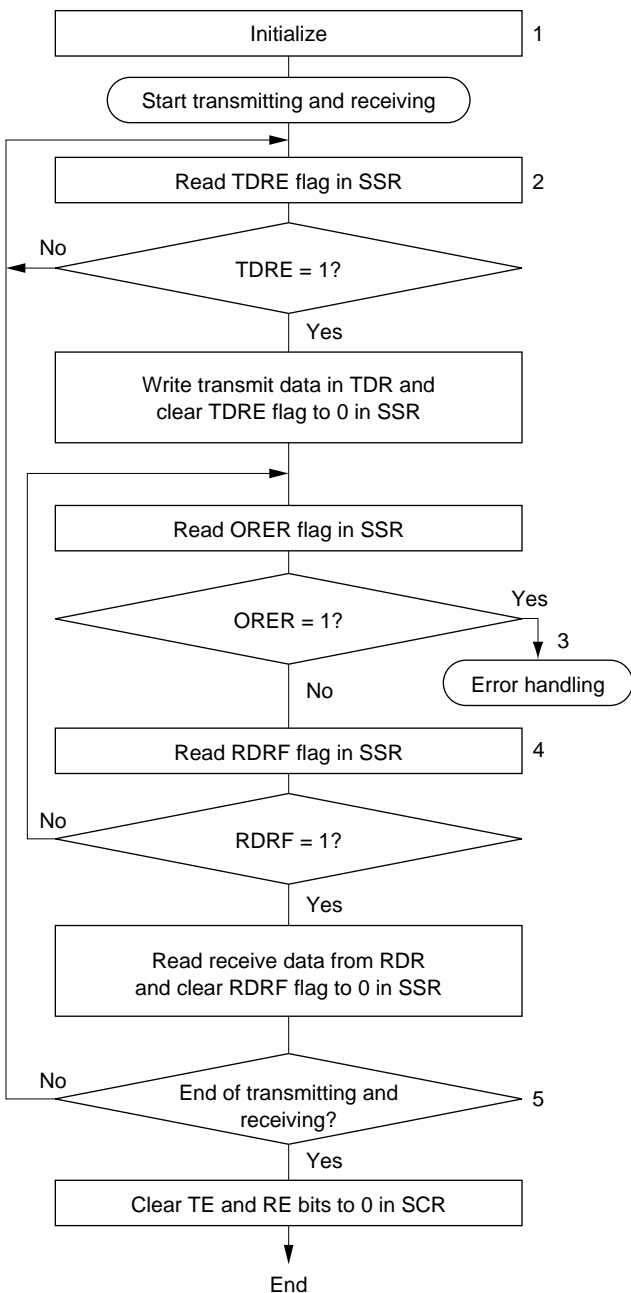 Initialize
1
Start transmitting and receiving
Read TDRE flag in SSR
2
No
TDRE = 1?
Yes
Write transmit data in TDR and
clear TDRE flag to 0 in SSR
Read ORER flag in SSR
Yes
ORER = 1?
3
Error handling
No
Read RDRF flag in SSR
4
No
RDRF = 1?
Yes
Read receive data from RDR
and clear RDRF flag to 0 in SSR
No
End of transmitting and
receiving?
5
Yes
Clear TE and RE bits to 0 in SCR
End